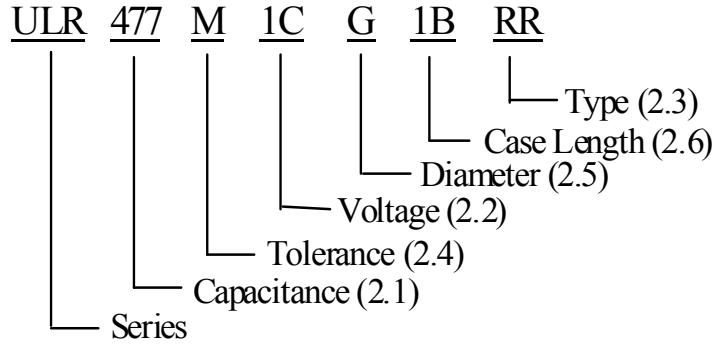 ULR 477 M 1C G 1B RR
Type (2.3)
Case Length (2.6)
Diameter (2.5)
Voltage (2.2)
Tolerance (2.4)
Capacitance (2.1)
Series